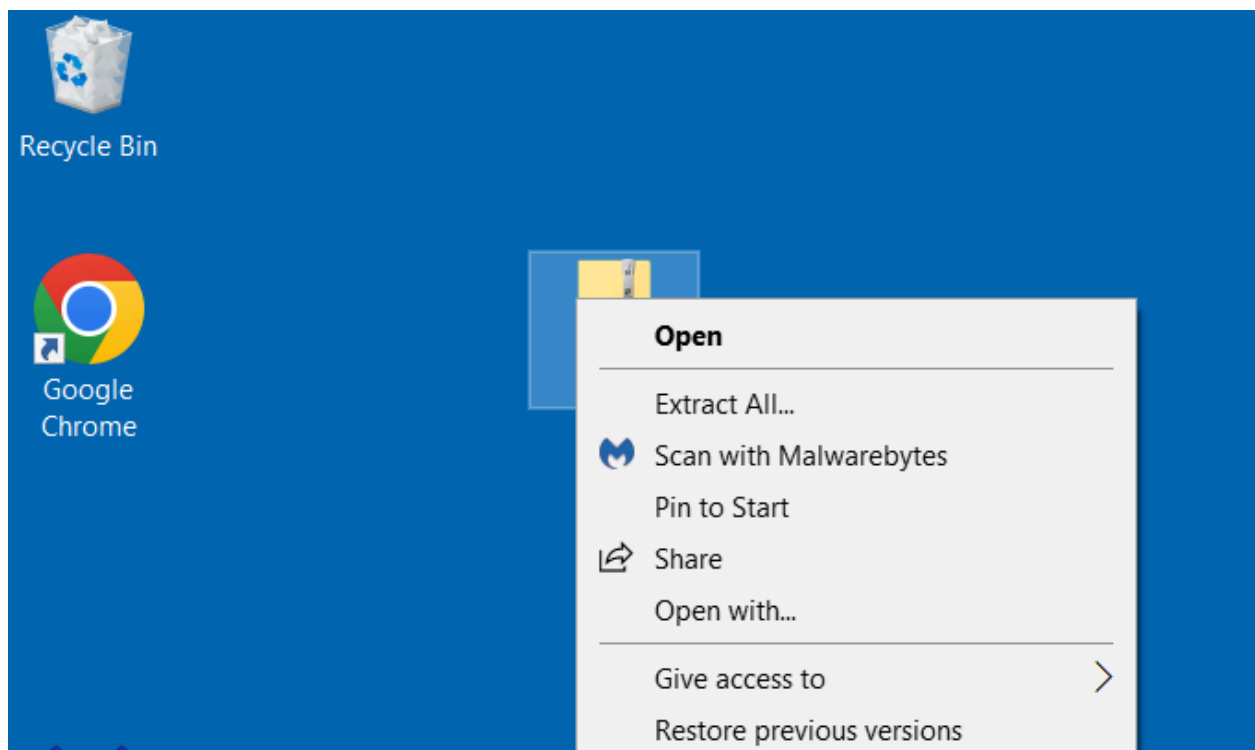 Recycle Bin
Google
Chrome
Open
Extract All...
Scan with Malwarebytes
Pin to Start
Share
Open with...
Give access to
Restore previous versions